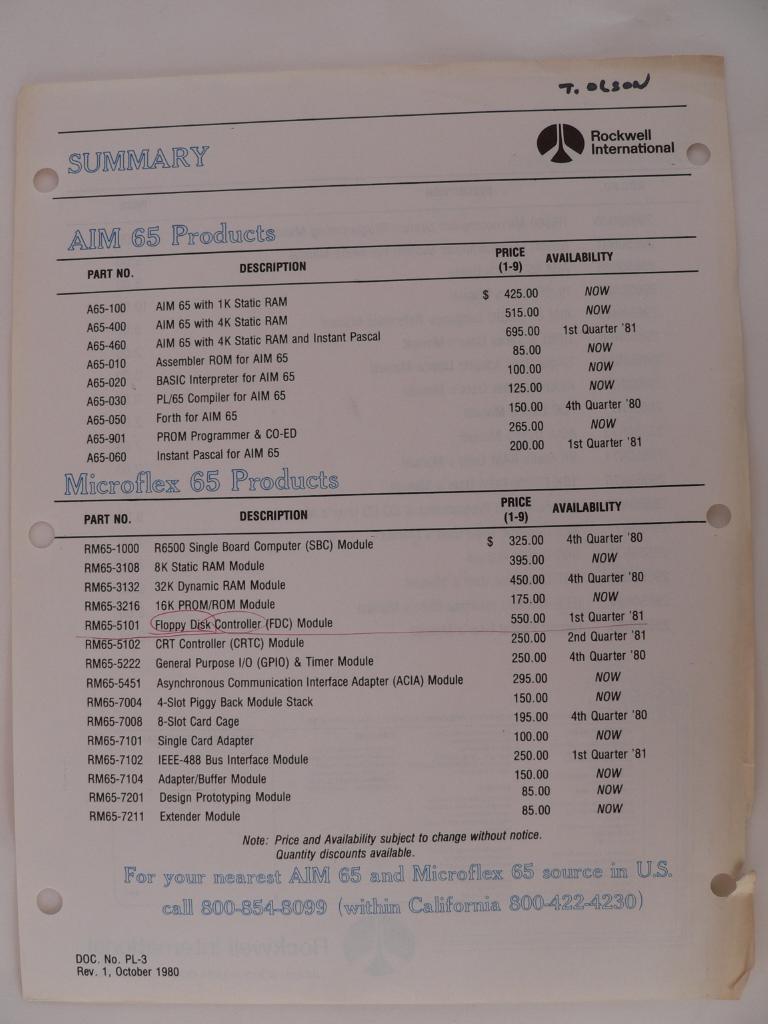 T. OLSON
SUMMARY
Rockwell
International
AIM 65 Products
PART NO. DESCRIPTION PRICE (1-9) AVAILABILITY
A65-100 AIM 65 with 1K Static RAM $ 425.00 NOW
A65-400 AIM 65 with 4K Static RAM 515.00 NOW
A65-460 AIM 65 with 4K Static RAM and Instant Pascal 695.00 1st Quarter '81
A65-010 Assembler ROM for AIM 65 85.00 NOW
A65-020 BASIC Interpreter for AIM 65 100.00 NOW
A65-030 PL/65 Compiler for AIM 65 125.00 NOW
A65-050 Forth for AIM 65 150.00 4th Quarter '80
A65-901 PROM Programmer & CO-ED 265.00 NOW
A65-060 Instant Pascal for AIM 65 200.00 1st Quarter '81
Microflex 65 Products
PART NO. DESCRIPTION PRICE (1-9) AVAILABILITY
RM65-1000 R6500 Single Board Computer (SBC) Module $ 325.00 4th Quarter '80
RM65-3108 8K Static RAM Module 395.00 NOW
RM65-3132 32K Dynamic RAM Module 450.00 4th Quarter '80
RM65-3216 16K PROM/ROM Module 175.00 NOW
RM65-5101 Floppy Disk Controller (FDC) Module 550.00 1st Quarter '81
RM65-5102 CRT Controller (CRTC) Module 250.00 2nd Quarter '81
RM65-5222 General Purpose I/O (GPIO) & Timer Module 250.00 4th Quarter '80
RM65-5451 Asynchronous Communication Interface Adapter (ACIA) Module 295.00 NOW
RM65-7004 4-Slot Piggy Back Module Stack 150.00 NOW
RM65-7008 8-Slot Card Cage 195.00 4th Quarter '80
RM65-7101 Single Card Adapter 100.00 NOW
RM65-7102 IEEE-488 Bus Interface Module 250.00 1st Quarter '81
RM65-7104 Adapter/Buffer Module 150.00 NOW
RM65-7201 Design Prototyping Module 85.00 NOW
RM65-7211 Extender Module 85.00 NOW
Note: Price and Availability subject to change without notice.
Quantity discounts available.
For your nearest AIM 65 and Microflex 65 source in U.S.
call 800-854-8099 (within California 800-422-4230)
DOC. No. PL-3
Rev. 1, October 1980